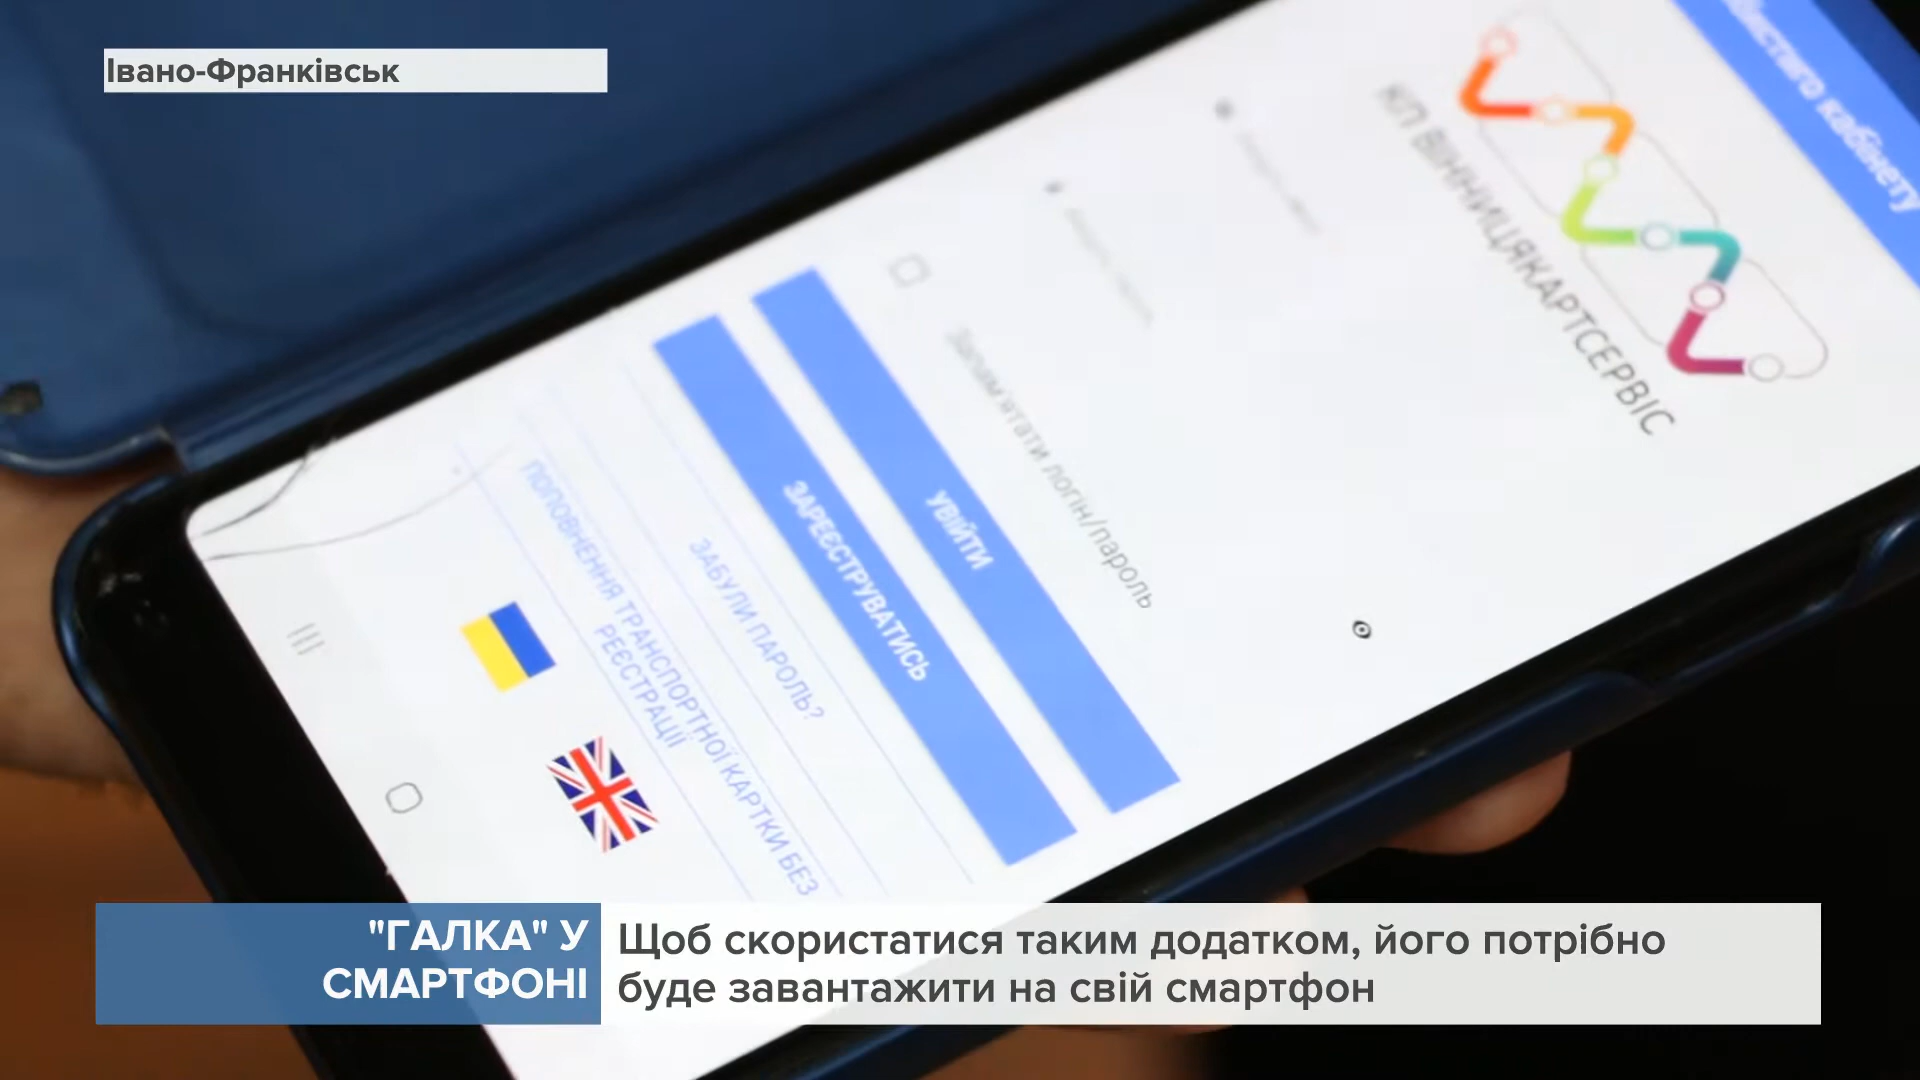 Івано-Франківськ
кабінету
КП ВІННИЦЯКАРТСЕРВІС
Запам'ятати логін/пароль
УВІЙТИ
ЗАРЕЄСТРУВАТИСЬ
ЗАБУЛИ ПАРОЛЬ?
ПОПОВНЕННЯ ТРАНСПОРТНОЇ КАРТКИ БЕЗ
РЕЄСТРАЦІЇ
"ГАЛКА" У
СМАРТФОНІ
Щоб скористатися таким додатком, його потрібно
буде завантажити на свій смартфон